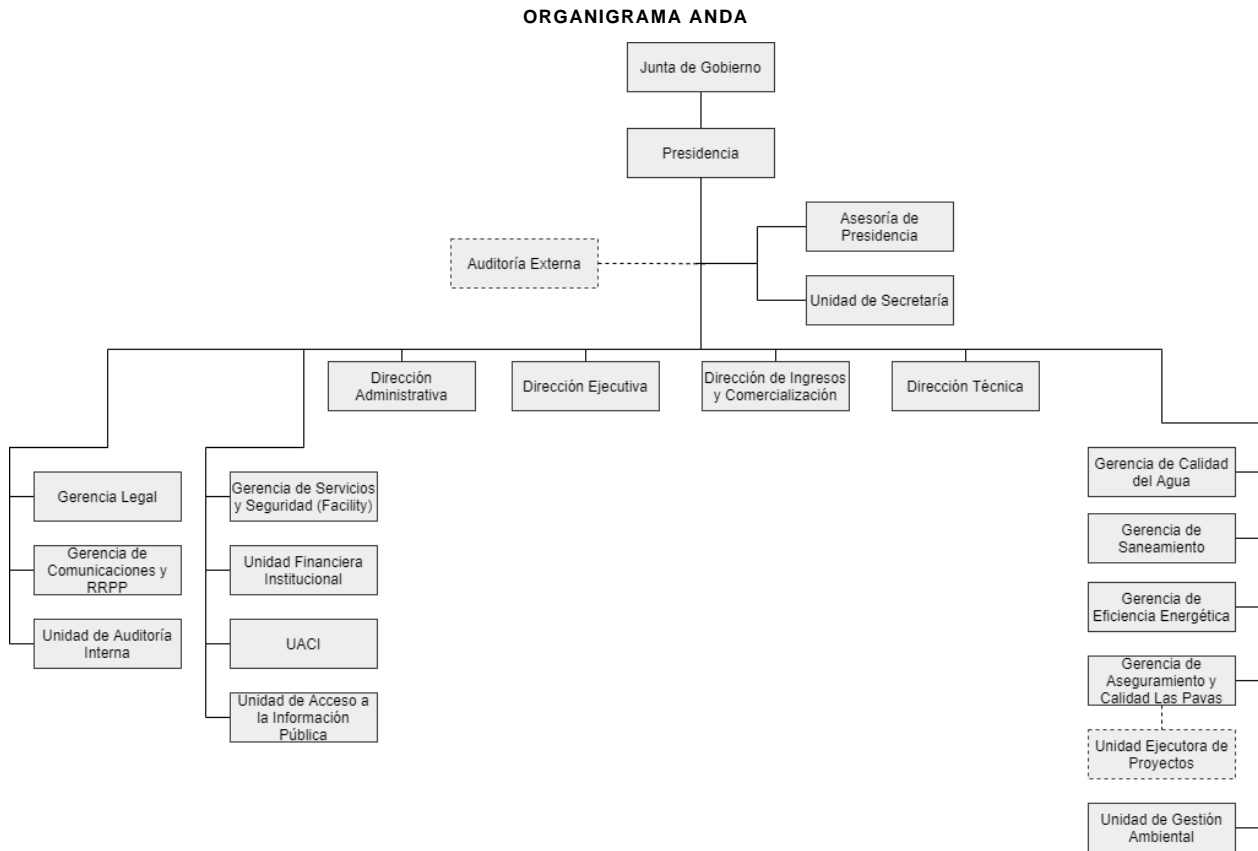 ORGANIGRAMA ANDA
Junta de Gobierno
Presidencia
Asesoría de
Presidencia
Auditoría Externa
Unidad de Secretaría
Dirección
Administrativa
Dirección Ejecutiva
Dirección de Ingresos
y Comercialización
Dirección Técnica
Gerencia Legal
Gerencia de
Comunicaciones y
RRPP
Unidad de Auditoría
Interna
Gerencia de Servicios
y Seguridad (Facility)
Unidad Financiera
Institucional
UACI
Unidad de Acceso a
la Información
Pública
Gerencia de Calidad
del Agua
Gerencia de
Saneamiento
Gerencia de
Eficiencia Energética
Gerencia de
Aseguramiento y
Calidad Las Pavas
Unidad Ejecutora de
Proyectos
Unidad de Gestión
Ambiental